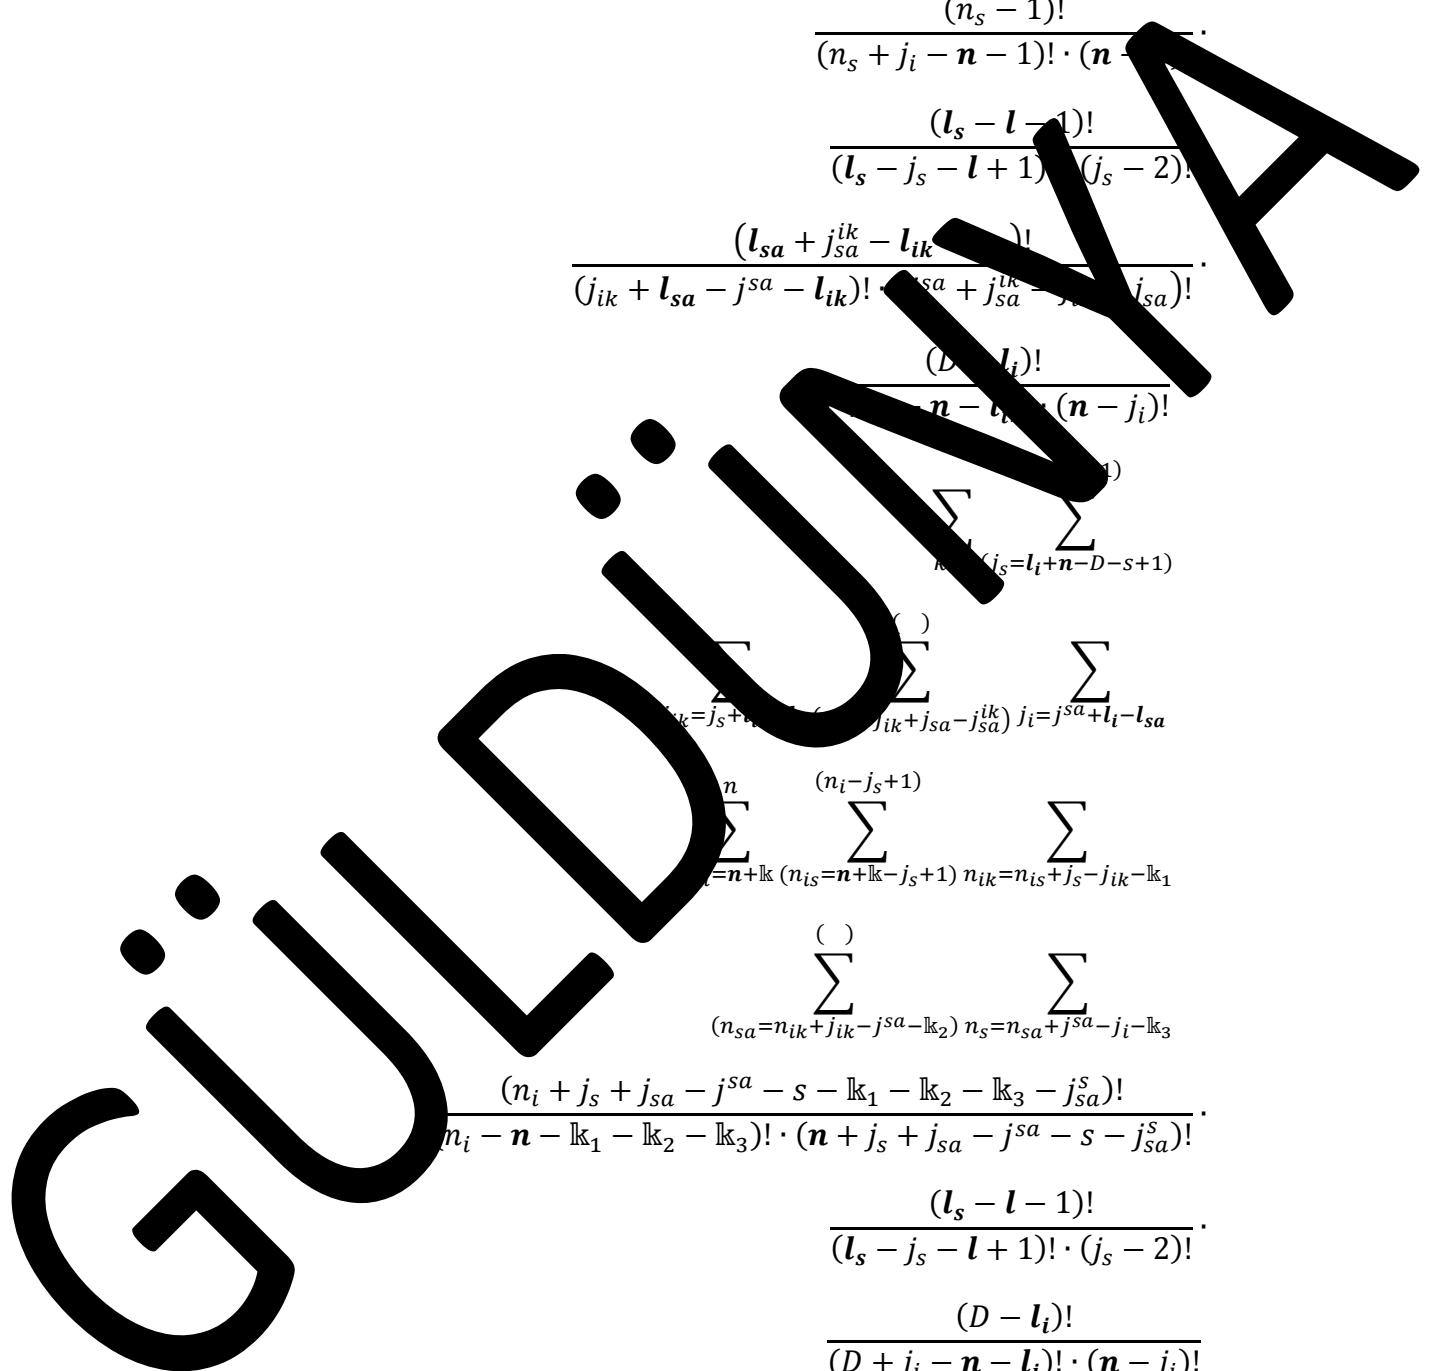 (n_s − 1)!
(n_s + j_i − n − 1)! · (n
(l_s − l − 1)!
(l_s − j_s − l + 1) (j_s − 2)!
(l_sa + j_sa^ik − l_ik )!
(j_ik + l_sa − j^sa − l_ik)! · j^sa + j_sa^ik − j_sa)! ·
(D l_i)!
n − l_i · (n − j_i)!
1)
∑ ∑
(j_s=l_i+n−D−s+1)
( )
∑ ∑ ∑
j_ik+j_sa−j_sa^ik) j_i=j^sa+l_i−l_sa
n (n_i−j_s+1)
∑ ∑ ∑
=n+𝕜 (n_is=n+𝕜−j_s+1) n_ik=n_is+j_s−j_ik−𝕜_1
( )
∑ ∑
(n_sa=n_ik+j_ik−j^sa−𝕜_2) n_s=n_sa+j^sa−j_i−𝕜_3
(n_i + j_s + j_sa − j^sa − s − 𝕜_1 − 𝕜_2 − 𝕜_3 − j_sa^s)!
n_i − n − 𝕜_1 − 𝕜_2 − 𝕜_3)! · (n + j_s + j_sa − j^sa − s − j_sa^s)! ·
(l_s − l − 1)!
(l_s − j_s − l + 1)! · (j_s − 2)! ·
(D − l_i)!
(D + j_i − n − l_i)! · (n − j_i)!
GÜLDÜNYA